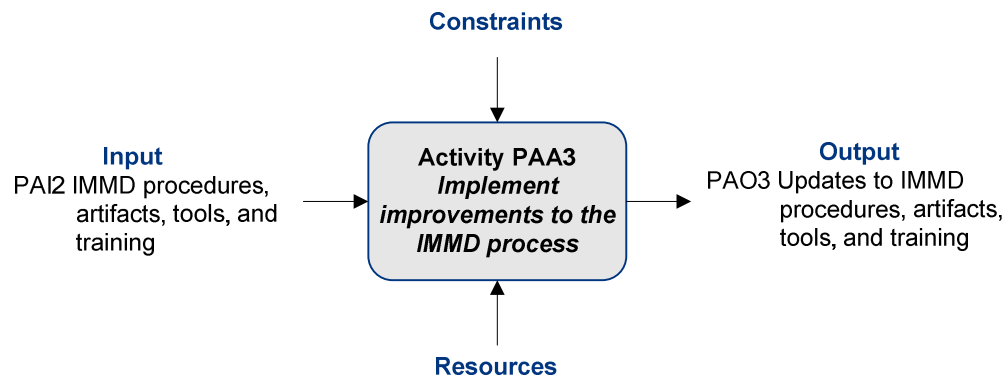 Constraints
Input
PAI2 IMMD procedures,
artifacts, tools, and
training
Activity PAA3
Implement
improvements to the
IMMD process
Output
PAO3 Updates to IMMD
procedures, artifacts,
tools, and training
Resources